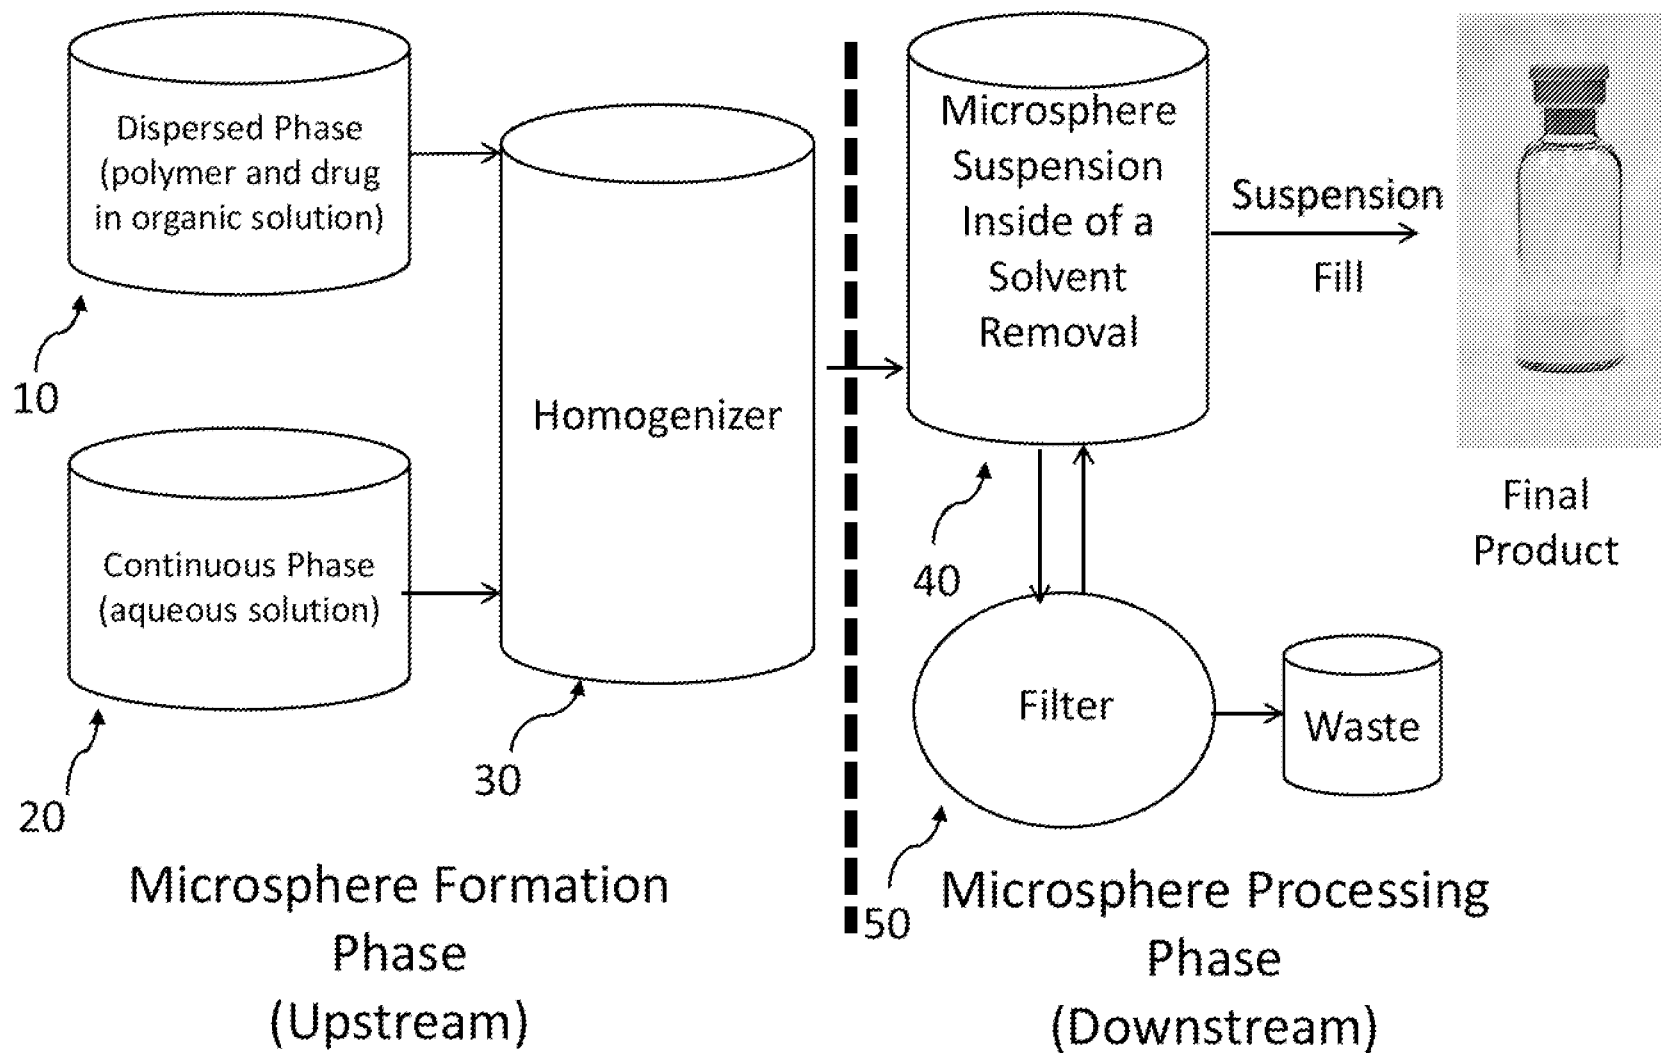 Dispersed Phase
(polymer and drug
in organic solution)
10
Continuous Phase
(aqueous solution)
20
Homogenizer
30
Microsphere Formation
Phase
(Upstream)
Microsphere
Suspension
Inside of a
Solvent
Removal
40
Suspension
Fill
Final
Product
Filter
50
Waste
Microsphere Processing
Phase
(Downstream)